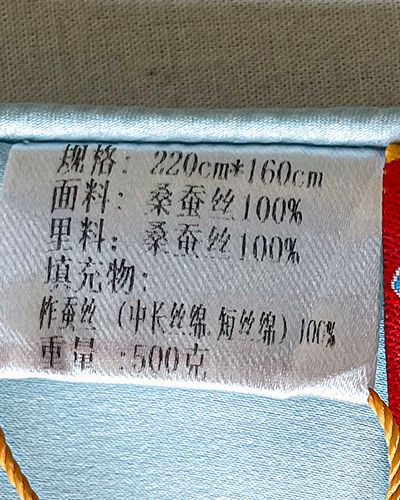 规格: 220cm*160cm
面料: 桑蚕丝100%
里料: 桑蚕丝100%
填充物:
柞蚕丝 (中长丝绵.短丝绵) 100%
重量 :500克